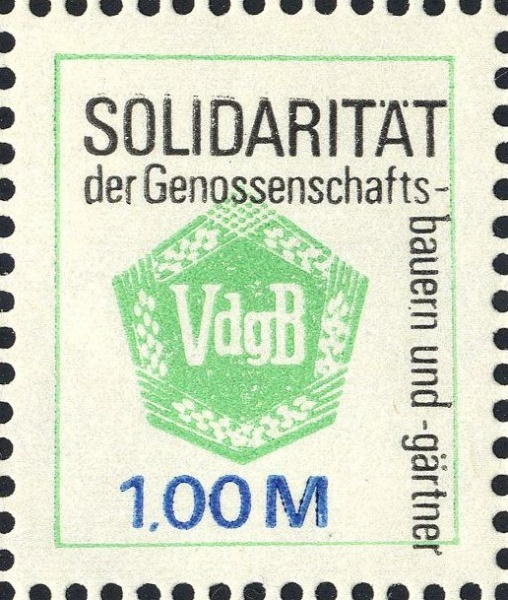 SOLIDARITÄT
der Genossenschafts-
bauern und -gärtner
VdgB
1,00 M